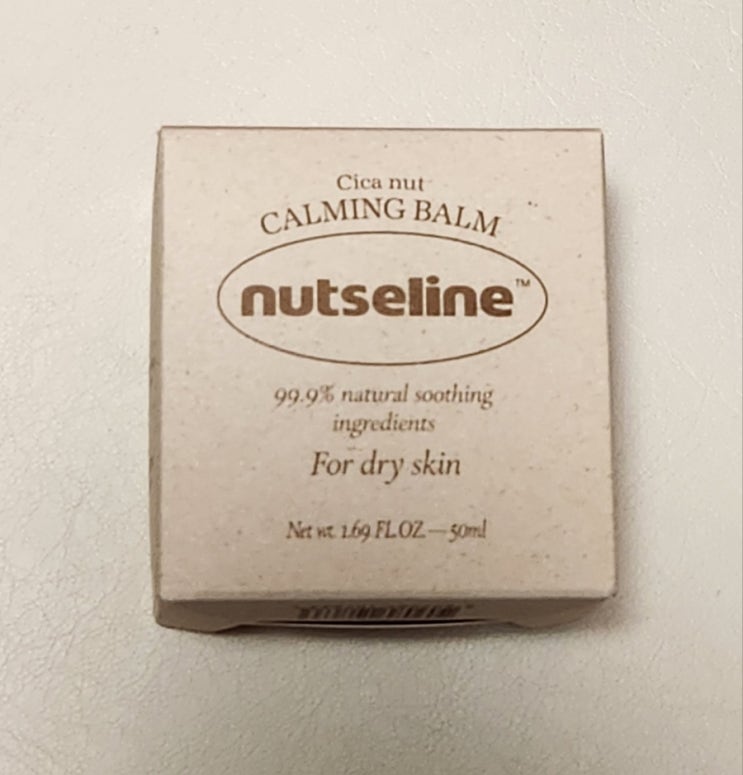 Cica nut
CALMING BALM
nutseline™
99.9% natural soothing
ingredients
For dry skin
Net wt. 1.69 FL.OZ — 50ml